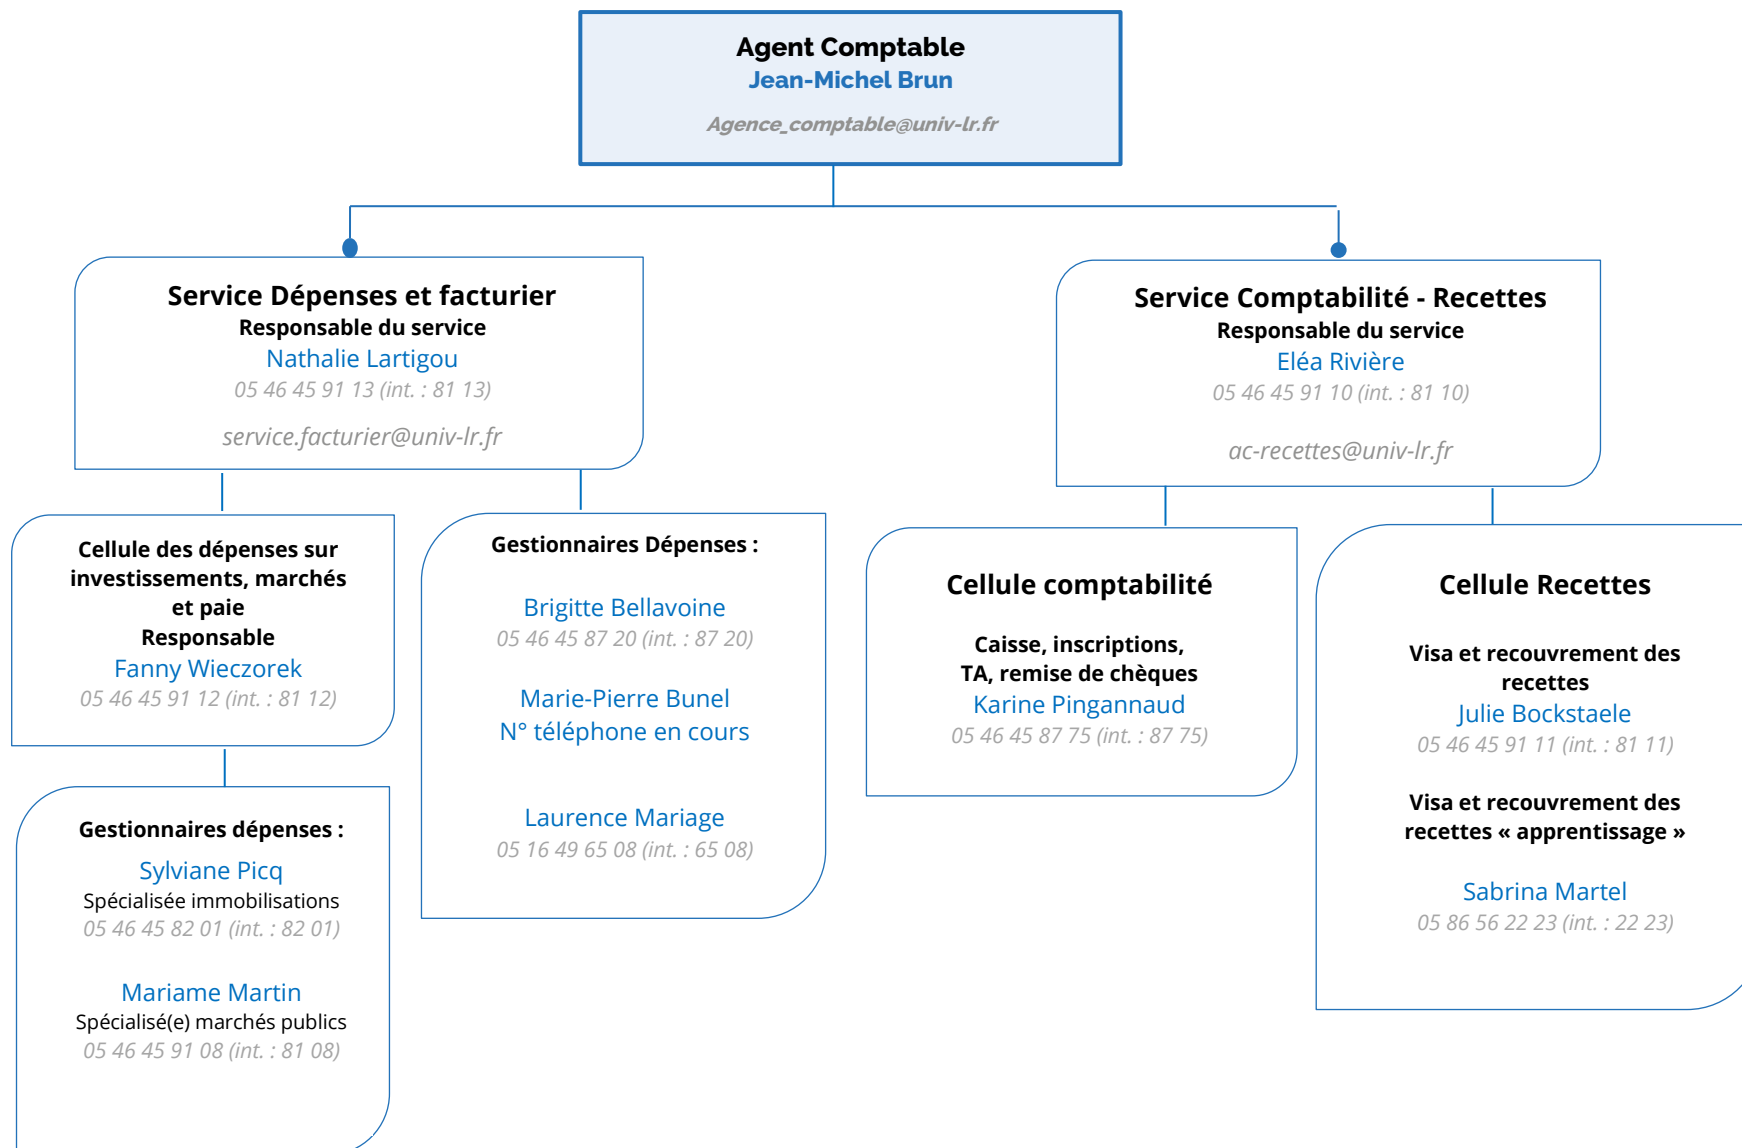 Agent Comptable
Jean-Michel Brun
Agence_comptable@univ-lr.fr
Service Dépenses et facturier
Responsable du service
Nathalie Lartigou
05 46 45 91 13 (int. : 81 13)
service.facturier@univ-lr.fr
Service Comptabilité - Recettes
Responsable du service
Eléa Rivière
05 46 45 91 10 (int. : 81 10)
ac-recettes@univ-lr.fr
Cellule des dépenses sur
investissements, marchés
et paie
Responsable
Fanny Wieczorek
05 46 45 91 12 (int. : 81 12)
Gestionnaires dépenses :
Sylviane Picq
Spécialisée immobilisations
05 46 45 82 01 (int. : 82 01)
Mariame Martin
Spécialisé(e) marchés publics
05 46 45 91 08 (int. : 81 08)
Gestionnaires Dépenses :
Brigitte Bellavoine
05 46 45 87 20 (int. : 87 20)
Marie-Pierre Bunel
N° téléphone en cours
Laurence Mariage
05 16 49 65 08 (int. : 65 08)
Cellule comptabilité
Caisse, inscriptions,
TA, remise de chèques
Karine Pingannaud
05 46 45 87 75 (int. : 87 75)
Cellule Recettes
Visa et recouvrement des
recettes
Julie Bockstaele
05 46 45 91 11 (int. : 81 11)
Visa et recouvrement des
recettes « apprentissage »
Sabrina Martel
05 86 56 22 23 (int. : 22 23)